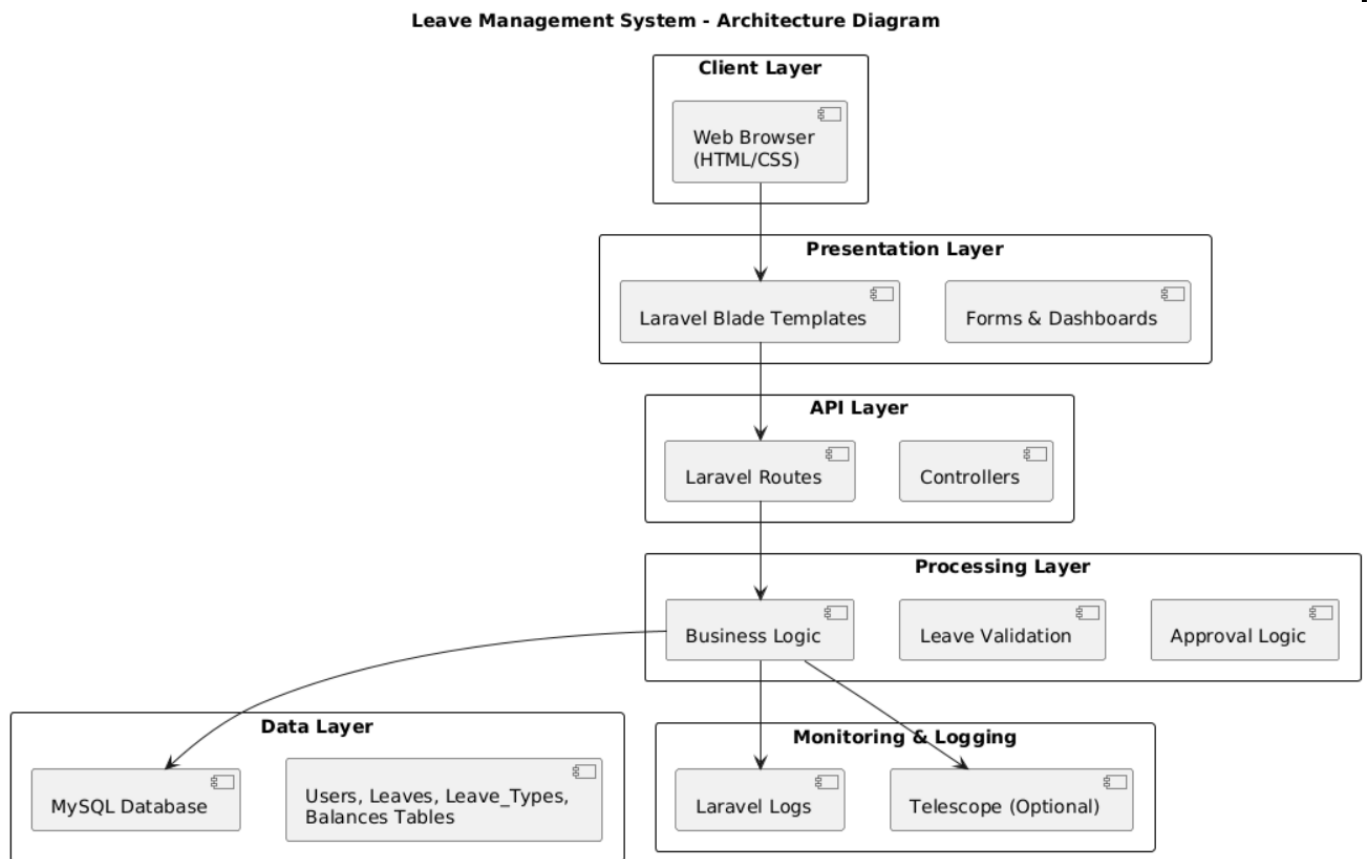 Leave Management System - Architecture Diagram
Client Layer
Web Browser
(HTML/CSS)
Presentation Layer
Laravel Blade Templates
Forms & Dashboards
API Layer
Laravel Routes
Controllers
Processing Layer
Business Logic
Leave Validation
Approval Logic
Data Layer
MySQL Database
Users, Leaves, Leave_Types,
Balances Tables
Monitoring & Logging
Laravel Logs
Telescope (Optional)